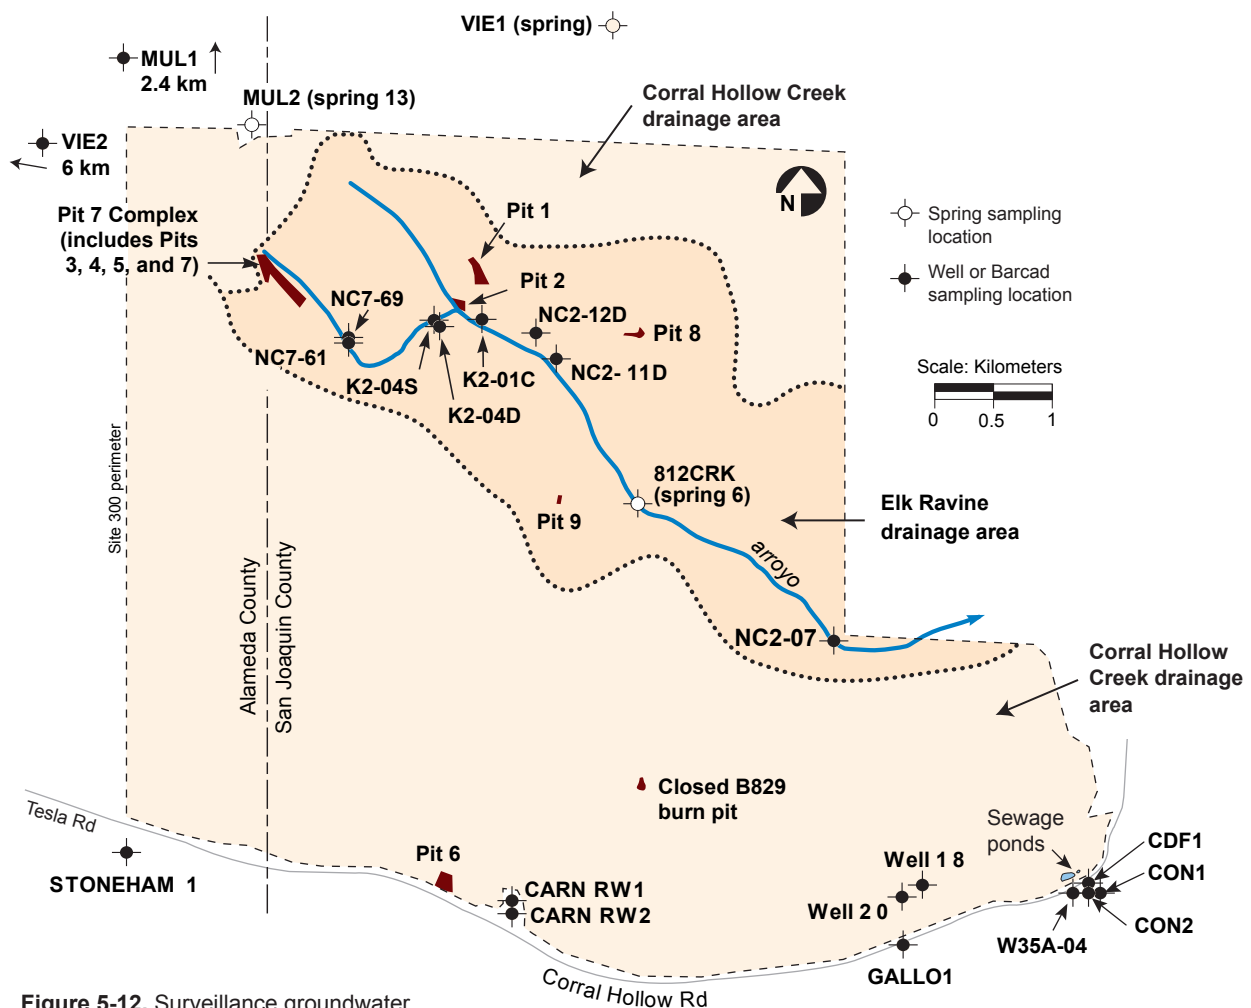 VIE1 (spring)
MUL1
2.4 km
MUL2 (spring 13)
Corral Hollow Creek
drainage area
VIE2
6 km
N
Pit 7 Complex
(includes Pits
3, 4, 5, and 7)
Pit 1
Spring sampling
location
Well or Barcad
sampling location
Pit 2
NC7-69
NC2-12D
Pit 8
NC7-61
K2-04S
K2-01C
NC2- 11D
K2-04D
Scale: Kilometers
0 0.5 1
Site 300 perimeter
812CRK
(spring 6)
Pit 9
Elk Ravine
drainage area
arroyo
Alameda County
San Joaquin County
NC2-07
Corral Hollow
Creek drainage
area
Closed B829
burn pit
Tesla Rd
STONEHAM 1
Pit 6
CARN RW1
CARN RW2
Sewage
ponds
Well 1 8
Well 2 0
CDF1
CON1
CON2
W35A-04
GALLO1
Corral Hollow Rd
Figure 5-12. Surveillance groundwater